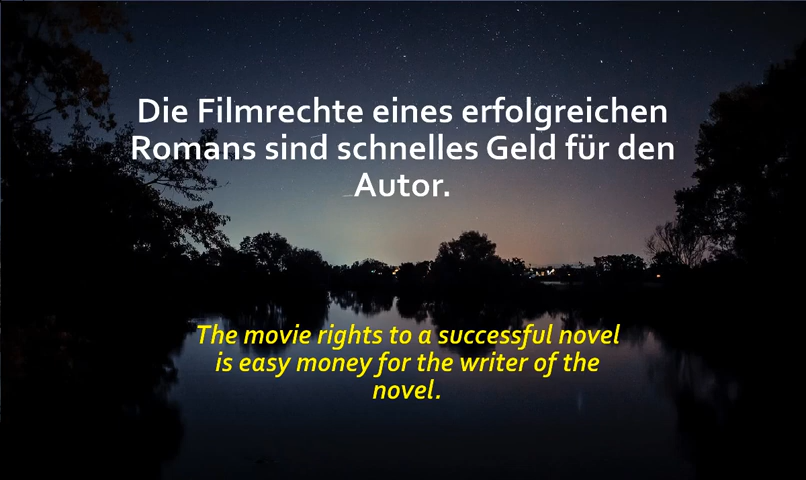 Die Filmrechte eines erfolgreichen
Romans sind schnelles Geld für den
Autor.
The movie rights to a successful novel
is easy money for the writer of the
novel.